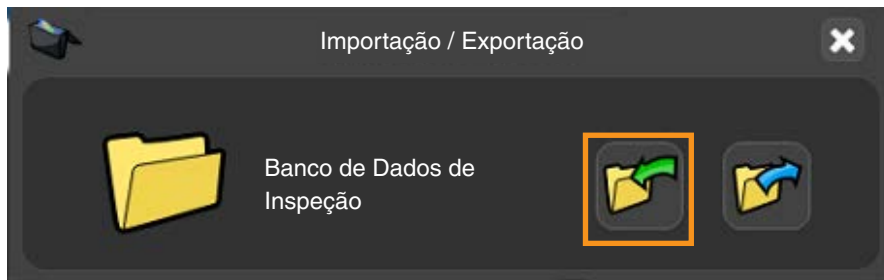 Importação / Exportação
Banco de Dados de
Inspeção